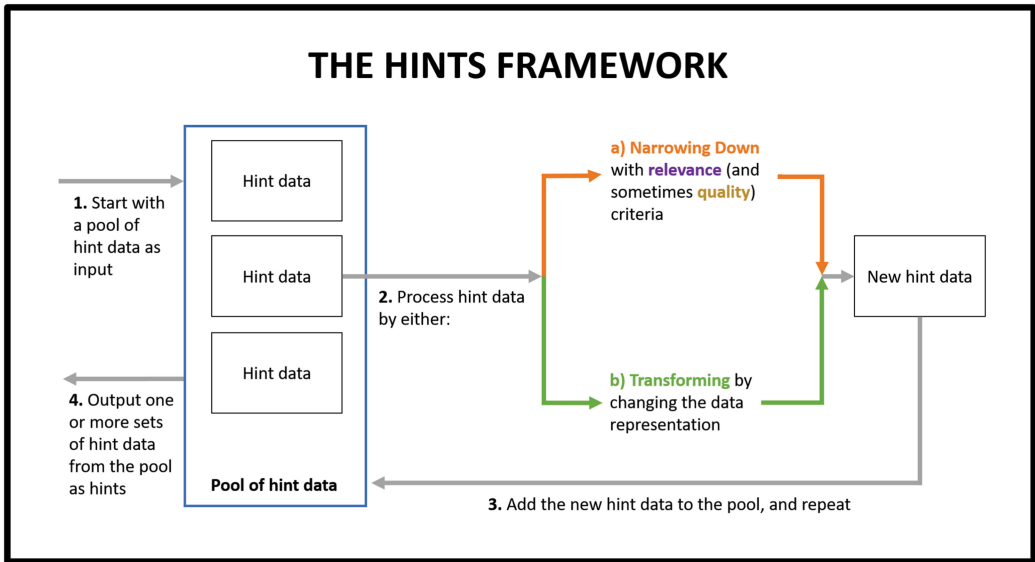 THE HINTS FRAMEWORK
1. Start with
a pool of
hint data as
input
Hint data
Hint data
Hint data
Pool of hint data
2. Process hint data
by either:
a) Narrowing Down
with relevance (and
sometimes quality)
criteria
b) Transforming by
changing the data
representation
New hint data
3. Add the new hint data to the pool, and repeat
4. Output one
or more sets
of hint data
from the pool
as hints